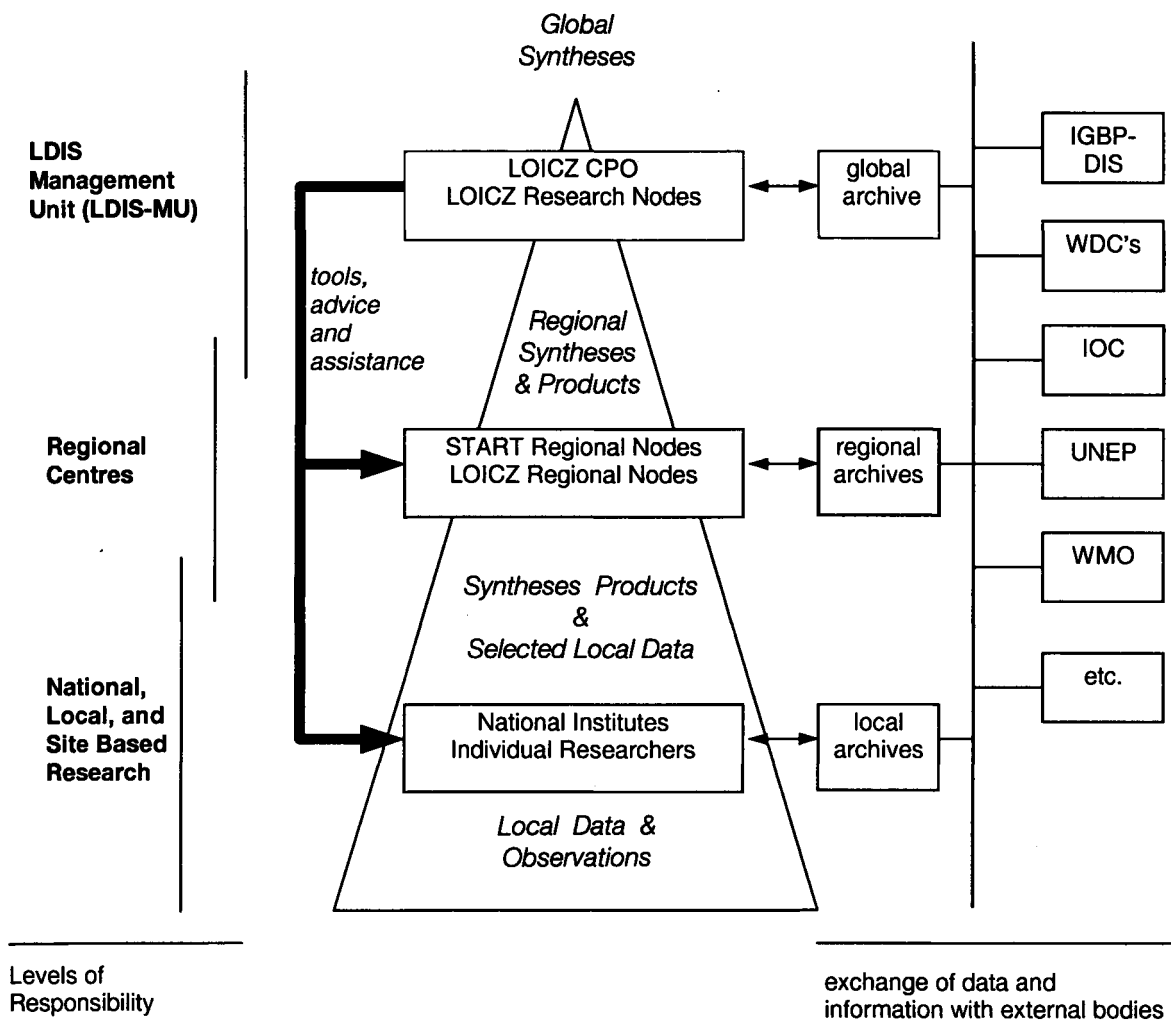 Global
Syntheses
LDIS
Management
Unit (LDIS-MU)
LOICZ CPO
LOICZ Research Nodes
global
archive
IGBP-
DIS
WDC's
tools,
advice
and
assistance
Regional
Syntheses
& Products
IOC
Regional
Centres
START Regional Nodes
LOICZ Regional Nodes
regional
archives
UNEP
WMO
Syntheses Products
&
Selected Local Data
National,
Local, and
Site Based
Research
National Institutes
Individual Researchers
local
archives
etc.
Local Data &
Observations
Levels of
Responsibility
exchange of data and
information with external bodies